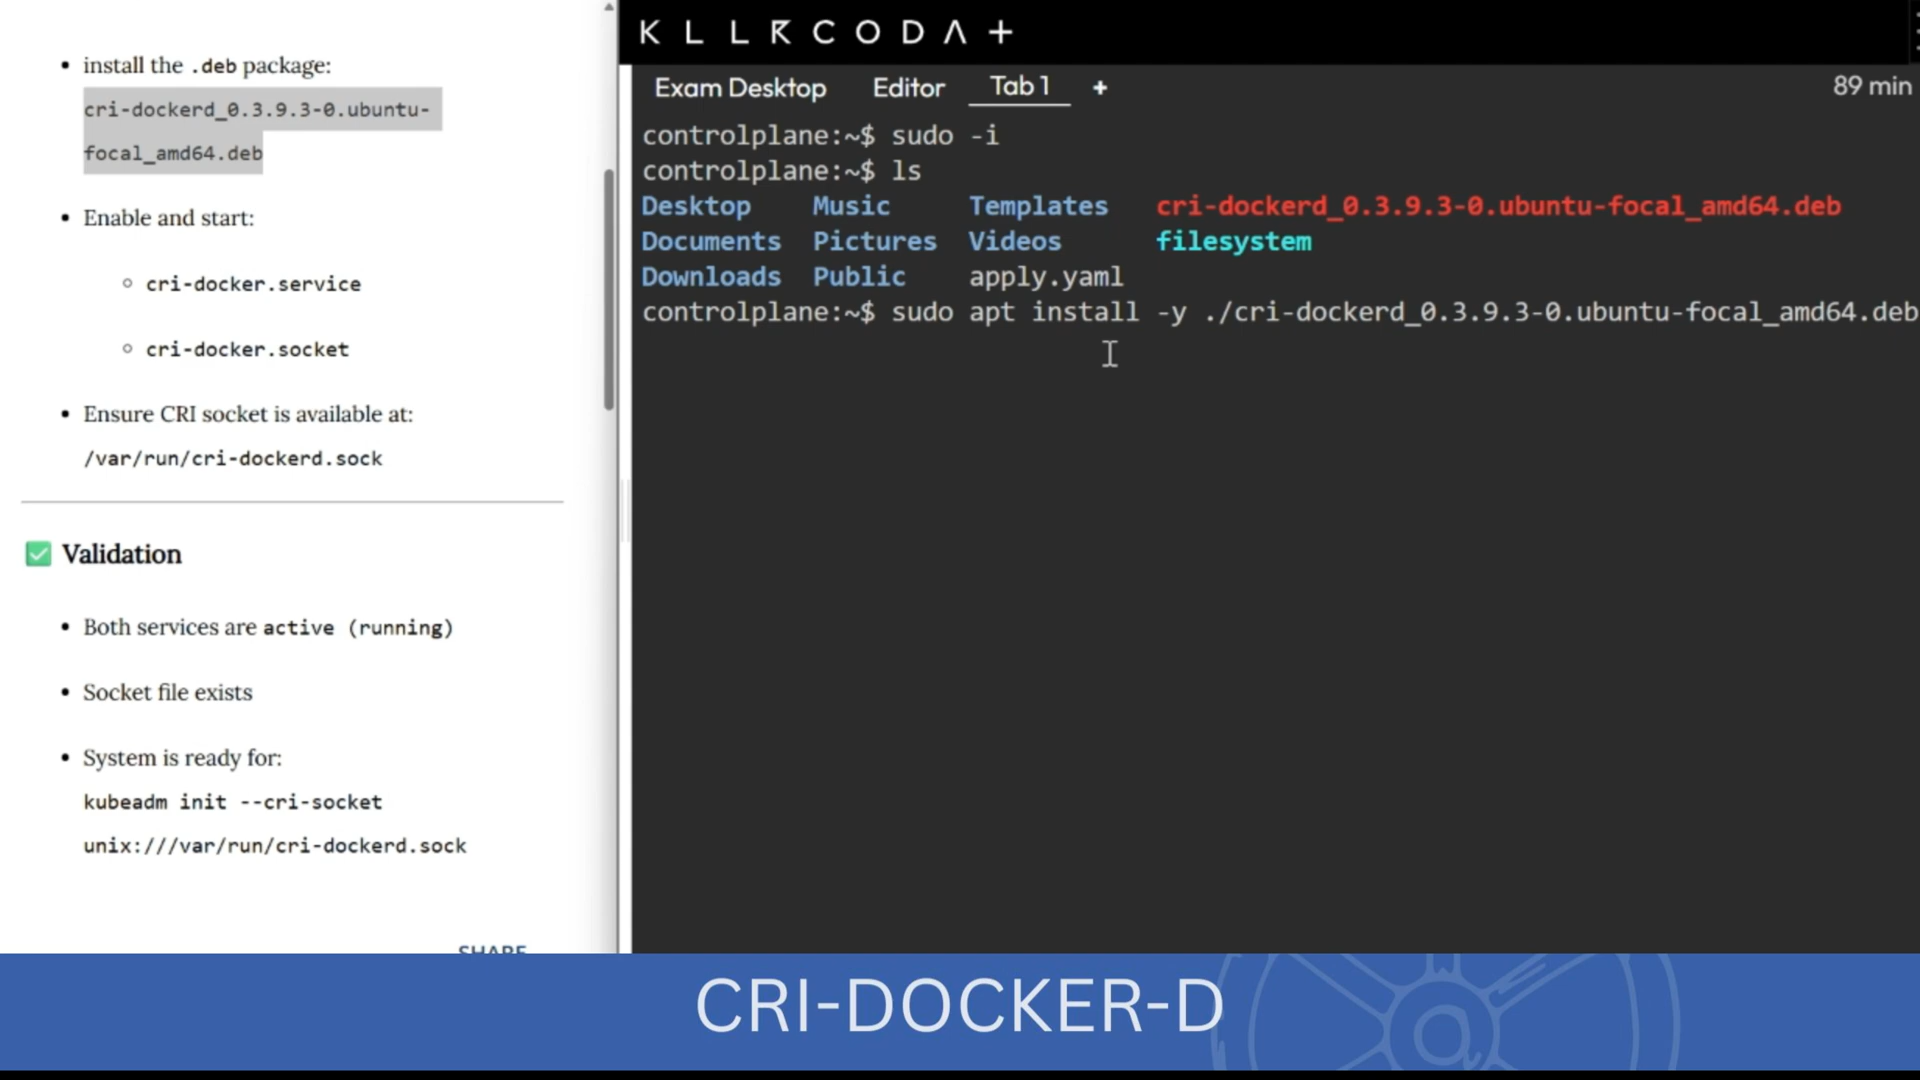 install the .deb package:
cri-dockerd_0.3.9.3-0.ubuntu-
focal_amd64.deb
Enable and start:
cri-docker.service
cri-docker.socket
Ensure CRI socket is available at:
/var/run/cri-dockerd.sock
Validation
Both services are active (running)
Socket file exists
System is ready for:
kubeadm init --cri-socket
unix:///var/run/cri-dockerd.sock
SHARE
KLLRCODA+
Exam Desktop Editor Tab 1 + 89 min
controlplane:~$ sudo -i
controlplane:~$ ls
Desktop Music Templates cri-dockerd_0.3.9.3-0.ubuntu-focal_amd64.deb
Documents Pictures Videos filesystem
Downloads Public apply.yaml
controlplane:~$ sudo apt install -y ./cri-dockerd_0.3.9.3-0.ubuntu-focal_amd64.deb
CRI-DOCKER-D